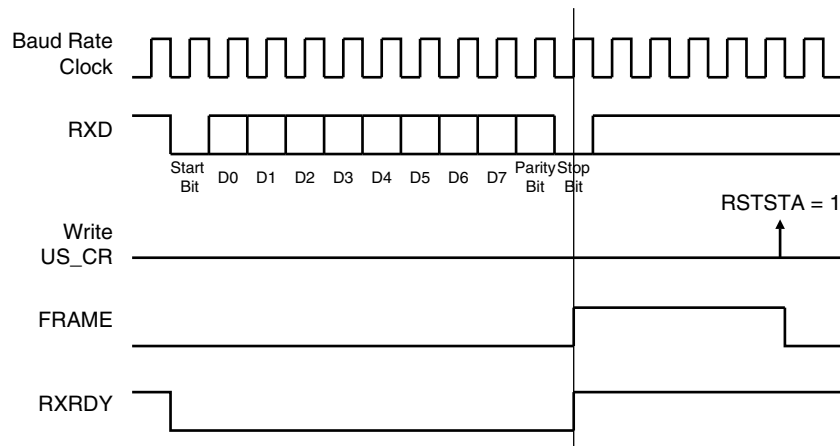 Baud Rate
Clock
RXD
Start
Bit
D0
D1
D2
D3
D4
D5
D6
D7
Parity
Bit
Stop
Bit
RSTSTA = 1
Write
US_CR
FRAME
RXRDY